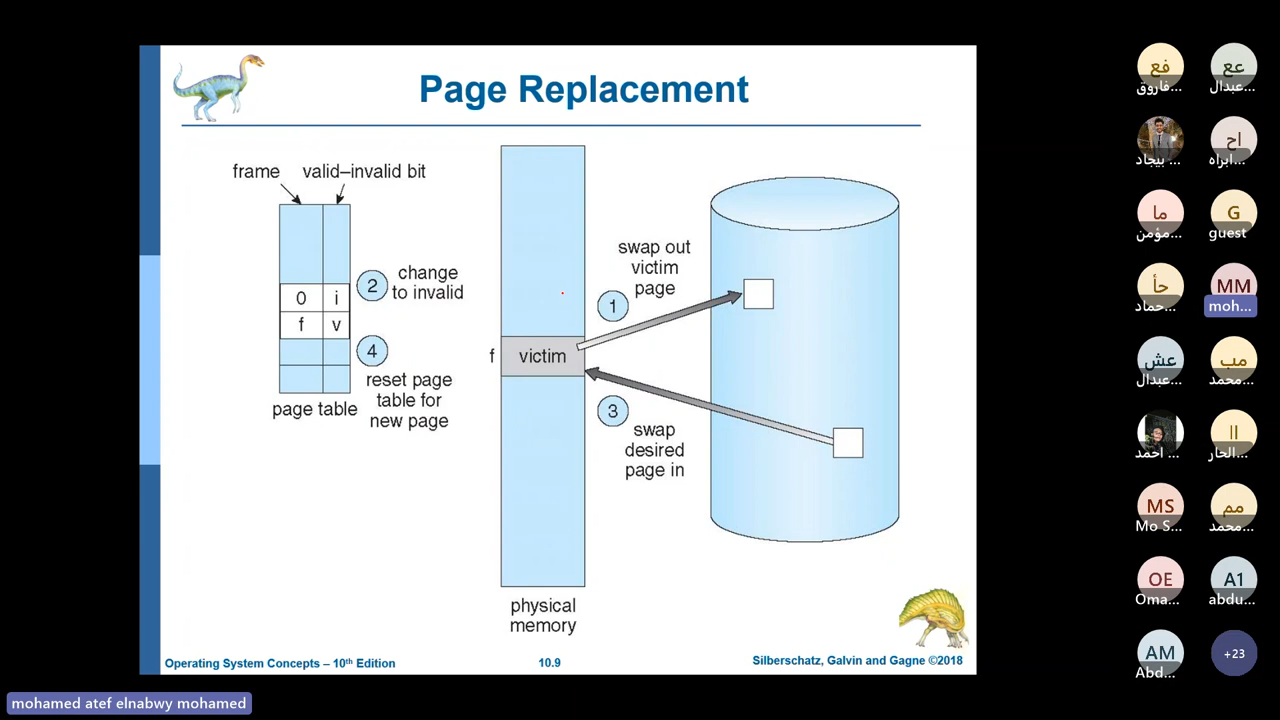 Page Replacement
frame
valid–invalid bit
2
change
to invalid
0
i
f
v
4
reset page
table for
new page
page table
f
victim
physical
memory
swap out
victim
page
1
3
swap
desired
page in
Operating System Concepts – 10th Edition
10.9
Silberschatz, Galvin and Gagne ©2018
فع
فاروق...
عع
عبدال...
بيجاد ...
اح
ابراه...
ما
مؤمن...
G
guest
حأ
حماد...
MM
moh...
عش
عبدال...
مب
محمد...
احمد ...
اا
الحار...
MS
Mo S...
مم
محمد...
OE
Oma...
A1
abdu...
AM
Abd...
+23
mohamed atef elnabwy mohamed